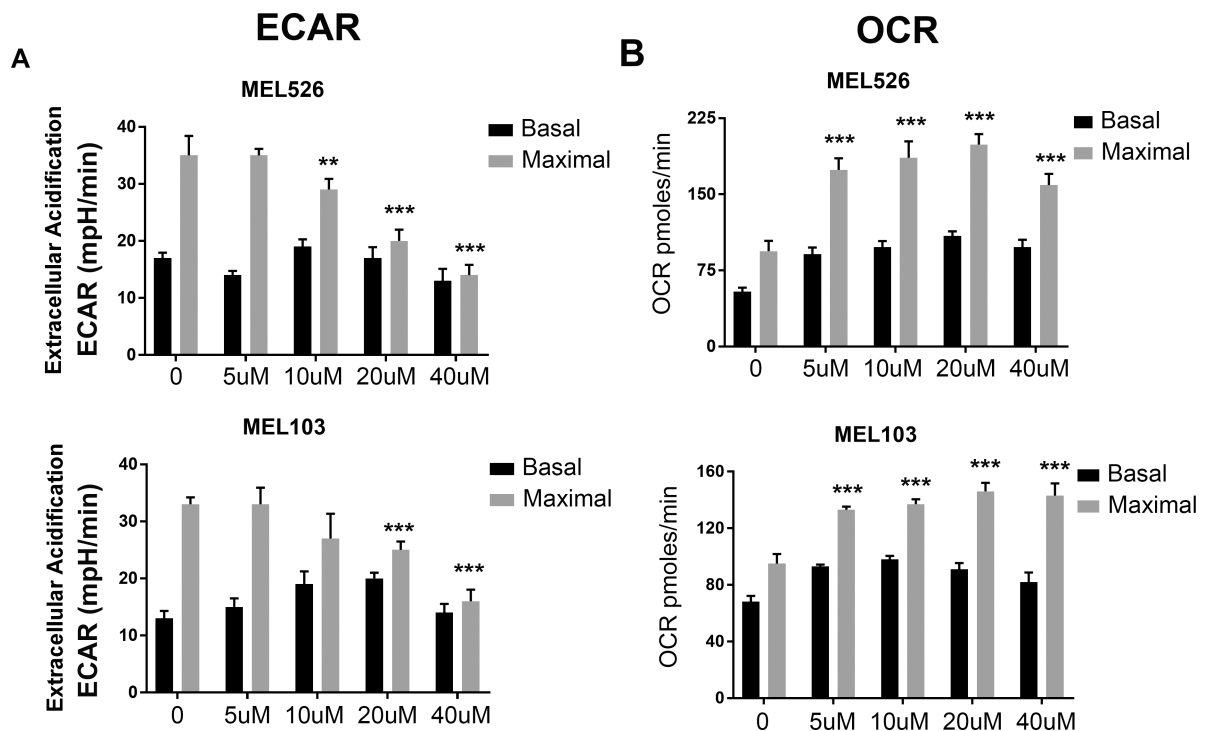 ECAR
A
MEL526
Extracellular Acidification
ECAR (mpH/min)
40
30
20
10
0
Basal
Maximal
**
***
***
0 5uM 10uM 20uM 40uM
MEL103
Extracellular Acidification
ECAR (mpH/min)
40
30
20
10
0
Basal
Maximal
***
***
0 5uM 10uM 20uM 40uM
OCR
B
MEL526
OCR pmoles/min
225
150
75
0
Basal
Maximal
***
***
***
***
0 5uM 10uM 20uM 40uM
MEL103
OCR pmoles/min
160
120
80
40
0
Basal
Maximal
***
***
***
***
0 5uM 10uM 20uM 40uM